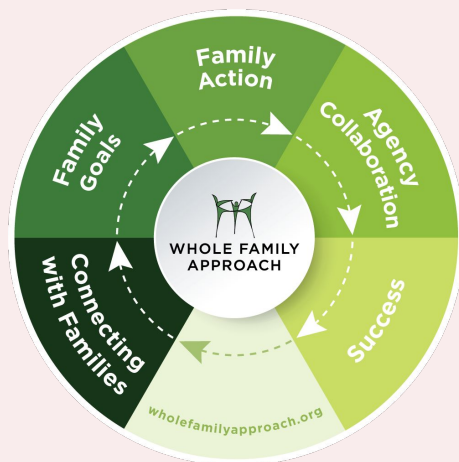 Family
Action
Agency
Collaboration
Success
wholefamilyapproach.org
Connecting
with Families
Family
Goals
WHOLE FAMILY
APPROACH